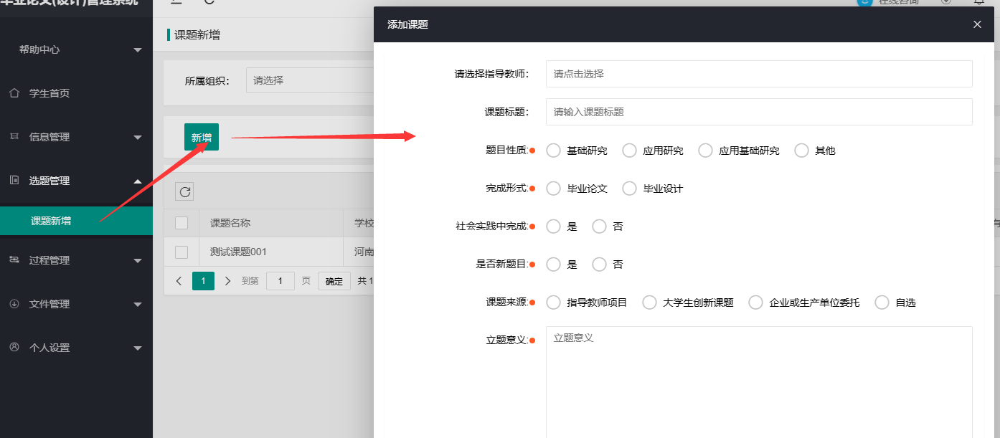 毕业论文(设计)管理系统
在线咨询
帮助中心
学生首页
信息管理
选题管理
课题新增
过程管理
文件管理
个人设置
课题新增
所属组织：
请选择
新增
课题名称
学校
测试课题001
河南
1
到第
1
页
确定
共 1
添加课题
请选择指导教师：
请点击选择
课题标题：
请输入课题标题
题目性质:
基础研究
应用研究
应用基础研究
其他
完成形式:
毕业论文
毕业设计
社会实践中完成:
是
否
是否新题目:
是
否
课题来源:
指导教师项目
大学生创新课题
企业或生产单位委托
自选
立题意义:
立题意义